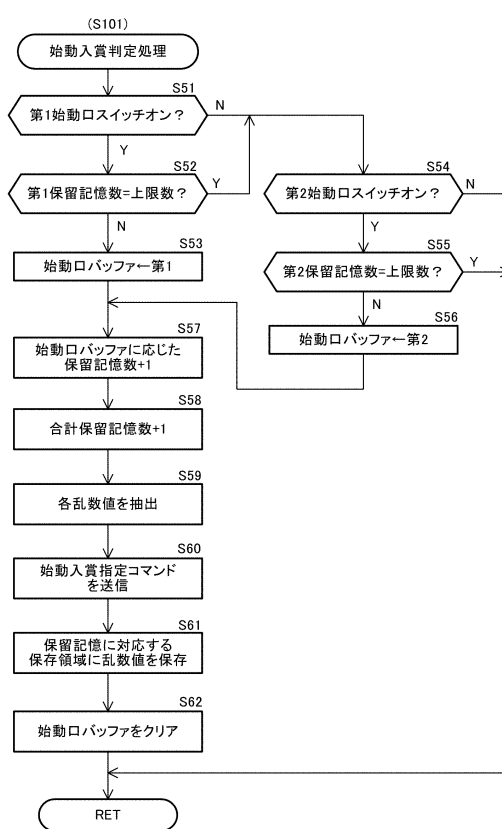 (S101)
始動入賞判定処理
S51
第1始動口スイッチオン？
N
Y
S52
第1保留記憶数=上限数？
Y
N
S53
始動口バッファ←第1
S54
第2始動口スイッチオン？
N
Y
S55
第2保留記憶数=上限数？
Y
N
S56
始動口バッファ←第2
S57
始動口バッファに応じた
保留記憶数+1
S58
合計保留記憶数+1
S59
各乱数値を抽出
S60
始動入賞指定コマンド
を送信
S61
保留記憶に対応する
保存領域に乱数値を保存
S62
始動口バッファをクリア
RET